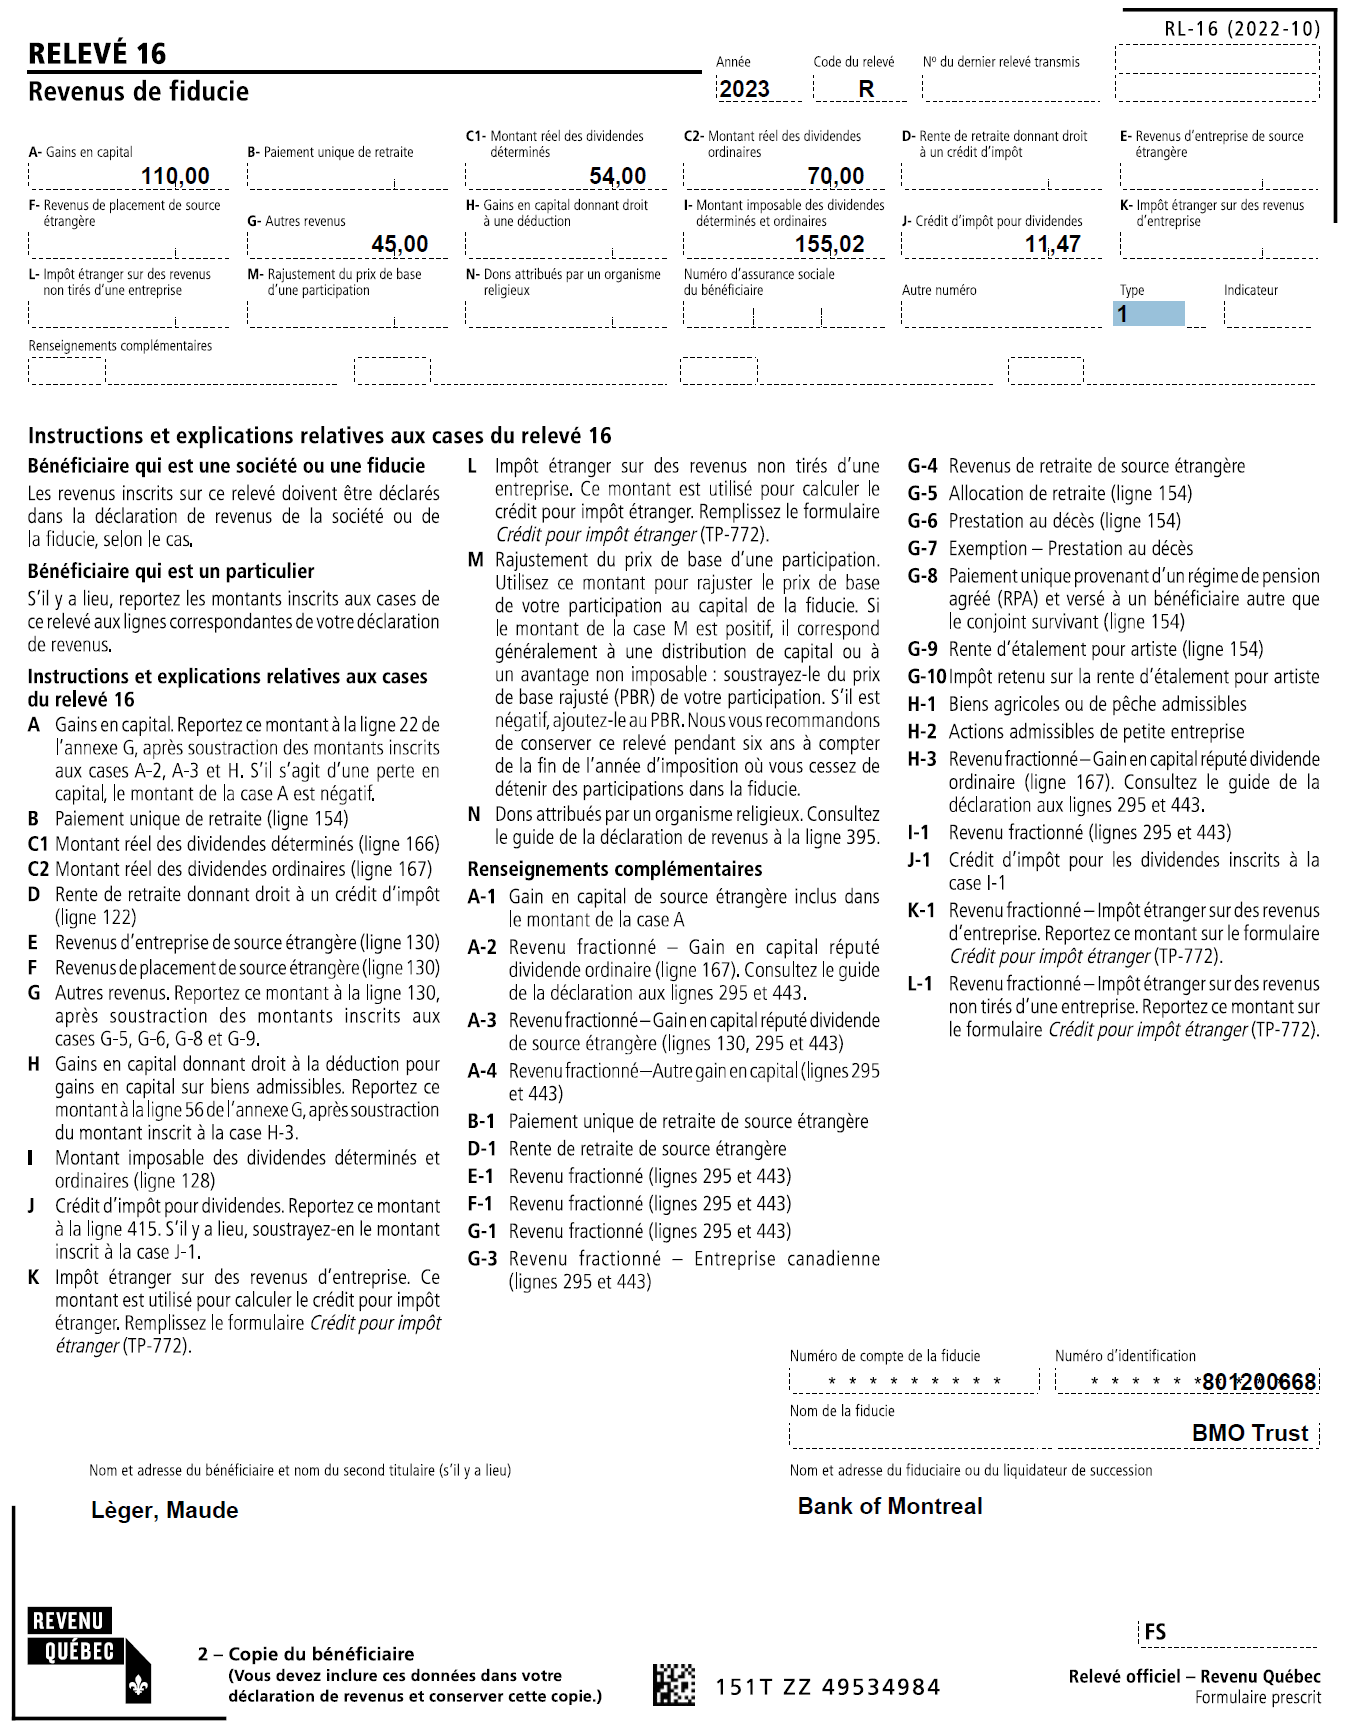 RL-16 (2022-10)
RELEVÉ 16
Revenus de fiducie
Année
Code du relevé
Nº du dernier relevé transmis
2023
R
A- Gains en capital
B- Paiement unique de retraite
C1- Montant réel des dividendes
déterminés
C2- Montant réel des dividendes
ordinaires
D- Rente de retraite donnant droit
à un crédit d’impôt
E- Revenus d’entreprise de source
étrangère
110,00
54,00
70,00
F- Revenus de placement de source
étrangère
G- Autres revenus
H- Gains en capital donnant droit
à une déduction
I- Montant imposable des dividendes
déterminés et ordinaires
J- Crédit d’impôt pour dividendes
K- Impôt étranger sur des revenus
d’entreprise
45,00
155,02
11,47
L- Impôt étranger sur des revenus
non tirés d’une entreprise
M- Rajustement du prix de base
d’une participation
N- Dons attribués par un organisme
religieux
Numéro d’assurance sociale
du bénéficiaire
Autre numéro
Type
Indicateur
1
Renseignements complémentaires
Instructions et explications relatives aux cases du relevé 16
Bénéficiaire qui est une société ou une fiducie
Les revenus inscrits sur ce relevé doivent être déclarés
dans la déclaration de revenus de la société ou de
la fiducie, selon le cas.
Bénéficiaire qui est un particulier
S’il y a lieu, reportez les montants inscrits aux cases de
ce relevé aux lignes correspondantes de votre déclaration
de revenus.
Instructions et explications relatives aux cases
du relevé 16
A Gains en capital. Reportez ce montant à la ligne 22 de
l’annexe G, après soustraction des montants inscrits
aux cases A-2, A-3 et H. S’il s’agit d’une perte en
capital, le montant de la case A est négatif.
B Paiement unique de retraite (ligne 154)
C1 Montant réel des dividendes déterminés (ligne 166)
C2 Montant réel des dividendes ordinaires (ligne 167)
D Rente de retraite donnant droit à un crédit d’impôt
(ligne 122)
E Revenus d’entreprise de source étrangère (ligne 130)
F Revenus de placement de source étrangère (ligne 130)
G Autres revenus. Reportez ce montant à la ligne 130,
après soustraction des montants inscrits aux
cases G-5, G-6, G-8 et G-9.
H Gains en capital donnant droit à la déduction pour
gains en capital sur biens admissibles. Reportez ce
montant à la ligne 56 de l’annexe G, après soustraction
du montant inscrit à la case H-3.
I Montant imposable des dividendes déterminés et
ordinaires (ligne 128)
J Crédit d’impôt pour dividendes. Reportez ce montant
à la ligne 415. S’il y a lieu, soustrayez-en le montant
inscrit à la case J-1.
K Impôt étranger sur des revenus d’entreprise. Ce
montant est utilisé pour calculer le crédit pour impôt
étranger. Remplissez le formulaire Crédit pour impôt
étranger (TP-772).
L Impôt étranger sur des revenus non tirés d’une
entreprise. Ce montant est utilisé pour calculer le
crédit pour impôt étranger. Remplissez le formulaire
Crédit pour impôt étranger (TP-772).
M Rajustement du prix de base d’une participation.
Utilisez ce montant pour rajuster le prix de base
de votre participation au capital de la fiducie. Si
le montant de la case M est positif, il correspond
généralement à une distribution de capital ou à
un avantage non imposable : soustrayez-le du prix
de base rajusté (PBR) de votre participation. S’il est
négatif, ajoutez-le au PBR. Nous vous recommandons
de conserver ce relevé pendant six ans à compter
de la fin de l’année d’imposition où vous cessez de
détenir des participations dans la fiducie.
N Dons attribués par un organisme religieux. Consultez
le guide de la déclaration de revenus à la ligne 395.
Renseignements complémentaires
A-1 Gain en capital de source étrangère inclus dans
le montant de la case A
A-2 Revenu fractionné – Gain en capital réputé
dividende ordinaire (ligne 167). Consultez le guide
de la déclaration aux lignes 295 et 443.
A-3 Revenu fractionné – Gain en capital réputé dividende
de source étrangère (lignes 130, 295 et 443)
A-4 Revenu fractionné – Autre gain en capital (lignes 295
et 443)
B-1 Paiement unique de retraite de source étrangère
D-1 Rente de retraite de source étrangère
E-1 Revenu fractionné (lignes 295 et 443)
F-1 Revenu fractionné (lignes 295 et 443)
G-1 Revenu fractionné (lignes 295 et 443)
G-3 Revenu fractionné – Entreprise canadienne
(lignes 295 et 443)
G-4 Revenus de retraite de source étrangère
G-5 Allocation de retraite (ligne 154)
G-6 Prestation au décès (ligne 154)
G-7 Exemption – Prestation au décès
G-8 Paiement unique provenant d’un régime de pension
agréé (RPA) et versé à un bénéficiaire autre que
le conjoint survivant (ligne 154)
G-9 Rente d’étalement pour artiste (ligne 154)
G-10 Impôt retenu sur la rente d’étalement pour artiste
H-1 Biens agricoles ou de pêche admissibles
H-2 Actions admissibles de petite entreprise
H-3 Revenu fractionné – Gain en capital réputé dividende
ordinaire (ligne 167). Consultez le guide de la
déclaration aux lignes 295 et 443.
I-1 Revenu fractionné (lignes 295 et 443)
J-1 Crédit d’impôt pour les dividendes inscrits à la
case I-1
K-1 Revenu fractionné – Impôt étranger sur des revenus
d’entreprise. Reportez ce montant sur le formulaire
Crédit pour impôt étranger (TP-772).
L-1 Revenu fractionné – Impôt étranger sur des revenus
non tirés d’une entreprise. Reportez ce montant sur
le formulaire Crédit pour impôt étranger (TP-772).
Numéro de compte de la fiducie
Numéro d’identification
* * * * * * * * *
* * * * * * 801200668
Nom de la fiducie
BMO Trust
Nom et adresse du bénéficiaire et nom du second titulaire (s’il y a lieu)
Nom et adresse du fiduciaire ou du liquidateur de succession
Lèger, Maude
Bank of Montreal
REVENU
QUÉBEC
2 – Copie du bénéficiaire
(Vous devez inclure ces données dans votre
déclaration de revenus et conserver cette copie.)
151T ZZ 49534984
FS
Relevé officiel – Revenu Québec
Formulaire prescrit